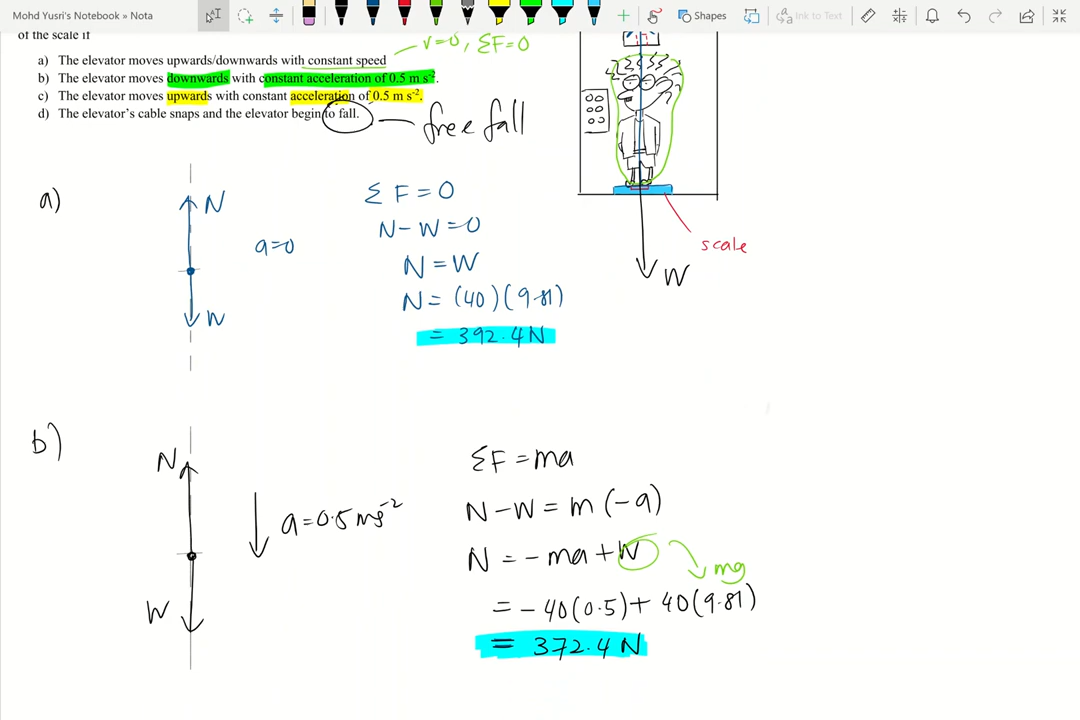 Mohd Yusri's Notebook » Nota
Shapes
Ink to Text
of the scale if
v=0, ΣF=0
a) The elevator moves upwards/downwards with constant speed
b) The elevator moves downwards with constant acceleration of 0.5 m s⁻².
c) The elevator moves upwards with constant acceleration of 0.5 m s⁻².
d) The elevator's cable snaps and the elevator begin to fall.
free fall
scale
W
a)
N
a=0
W
ΣF=0
N-W=0
N=W
N=(40)(9.81)
= 392.4N
b)
N
a=0.5ms⁻²
W
ΣF=ma
N-W=m(-a)
N=-ma+W
mg
=-40(0.5)+40(9.81)
= 372.4 N